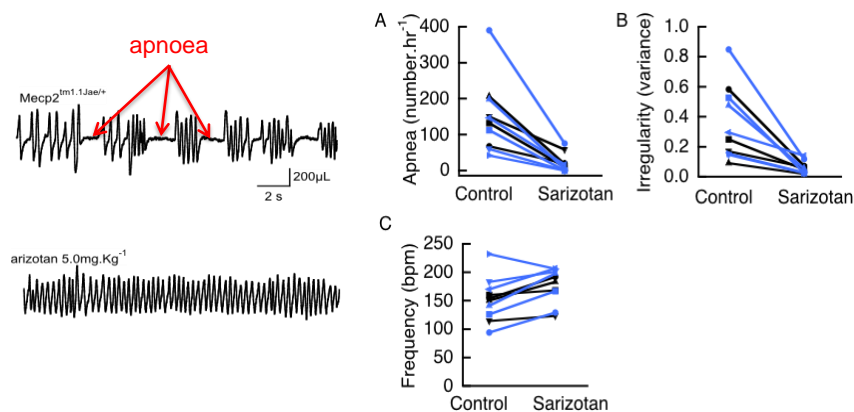 apnoea
Mecp2tm1.1Jae/+
200µL
2 s
arizotan 5.0mg.Kg-1
A
Apnea (number.hr-1)
400
300
200
100
0
Control Sarizotan
B
Irregularity (variance)
1.0
0.8
0.6
0.4
0.2
0.0
Control Sarizotan
C
Frequency (bpm)
250
200
150
100
50
0
Control Sarizotan